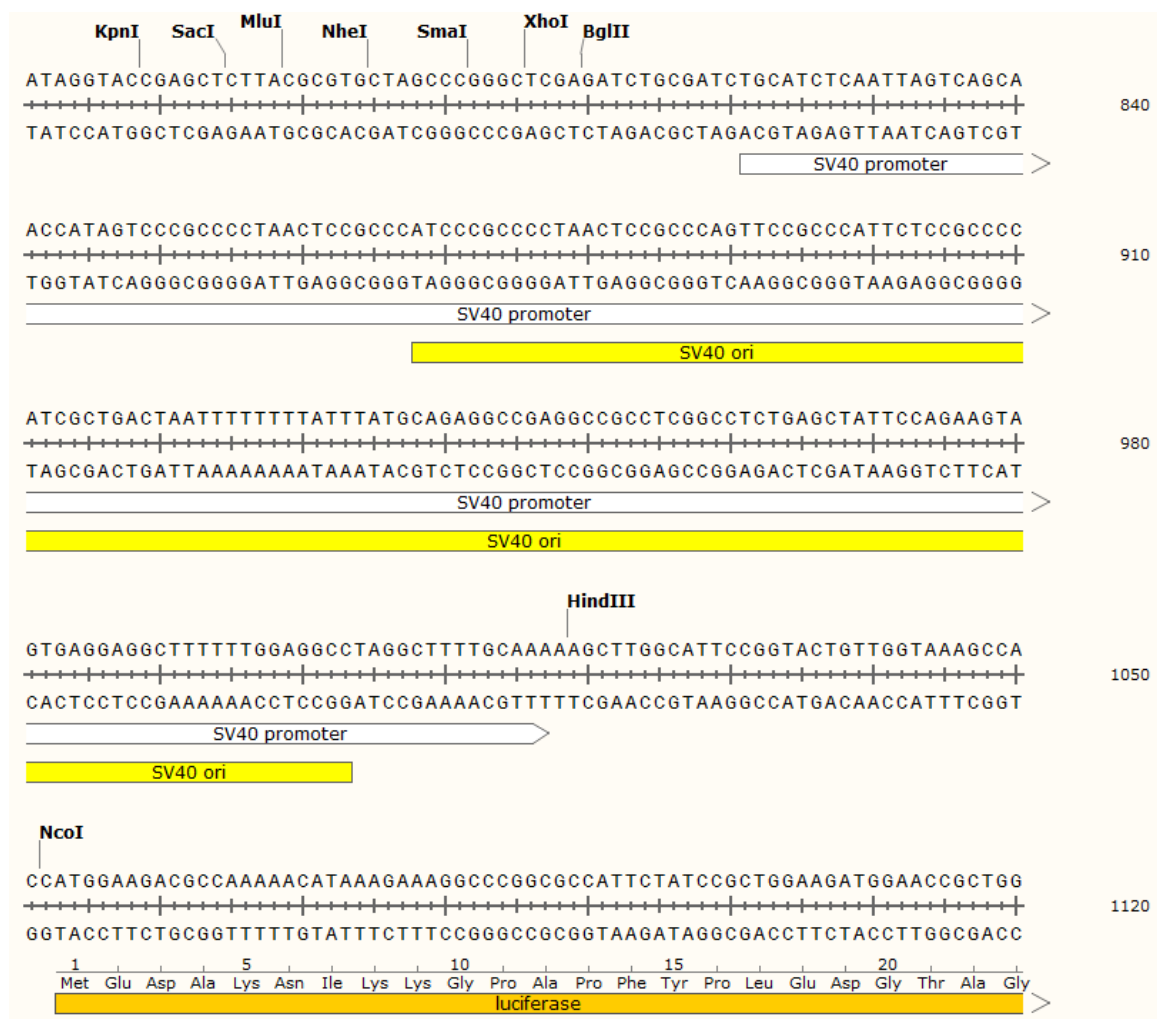 KpnI SacI MluI NheI SmaI XhoI BglII
ATAGGTACCGAGCTCTTACGCGTGCTAGCCCGGGCTCGAGATCTGCGATCTGCATCTCAATTAGTCAGCA
840
TATCCATGGCTCGAGAATGCGCACGATCGGGCCCGAGCTCTAGACGCTAGACGTAGAGTTAATCAGTCGT
SV40 promoter
ACCATAGTCCCGCCCCTAACTCCGCCCATCCCGCCCCTAACTCCGCCCAGTTCCGCCCATTCTCCGCCCC
910
TGGTATCAGGGCGGGGATTGAGGCGGGTAGGGCGGGGATTGAGGCGGGTCAAGGCGGGTAAGAGGCGGGG
SV40 promoter
SV40 ori
ATCGCTGACTAATTTTTTTTATTTATGCAGAGGCCGAGGCCGCCTCGGCCTCTGAGCTATTCCAGAAGTA
980
TAGCGACTGATTAAAAAAAATAAATACGTCTCCGGCTCCGGCGGAGCCGGAGACTCGATAAGGTCTTCAT
SV40 promoter
SV40 ori
HindIII
GTGAGGAGGCTTTTTTGGAGGCCTAGGCTTTTGCAAAAAGCTTGGCATTCCGGTACTGTTGGTAAAGCCA
1050
CACTCCTCCGAAAAAACCTCCGGATCCGAAAACGTTTTTCGAACCGTAAGGCCATGACAACCATTTCGGT
SV40 promoter
SV40 ori
NcoI
CCATGGAAGACGCCAAAAACATAAAGAAAGGCCCGGCGCCATTCTATCCGCTGGAAGATGGAACCGCTGG
1120
GGTACCTTCTGCGGTTTTTGTATTTCTTTCCGGGCCGCGGTAAGATAGGCGACCTTCTACCTTGGCGACC
1 5 10 15 20
Met Glu Asp Ala Lys Asn Ile Lys Lys Gly Pro Ala Pro Phe Tyr Pro Leu Glu Asp Gly Thr Ala Gly
luciferase